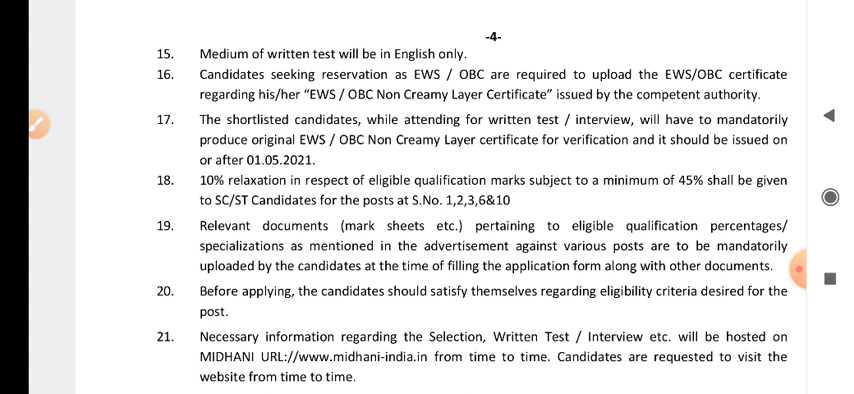 -4-
15. Medium of written test will be in English only.
16. Candidates seeking reservation as EWS / OBC are required to upload the EWS/OBC certificate
regarding his/her “EWS / OBC Non Creamy Layer Certificate” issued by the competent authority.
17. The shortlisted candidates, while attending for written test / interview, will have to mandatorily
produce original EWS / OBC Non Creamy Layer certificate for verification and it should be issued on
or after 01.05.2021.
18. 10% relaxation in respect of eligible qualification marks subject to a minimum of 45% shall be given
to SC/ST Candidates for the posts at S.No. 1,2,3,6&10
19. Relevant documents (mark sheets etc.) pertaining to eligible qualification percentages/
specializations as mentioned in the advertisement against various posts are to be mandatorily
uploaded by the candidates at the time of filling the application form along with other documents.
20. Before applying, the candidates should satisfy themselves regarding eligibility criteria desired for the
post.
21. Necessary information regarding the Selection, Written Test / Interview etc. will be hosted on
MIDHANI URL://www.midhani-india.in from time to time. Candidates are requested to visit the
website from time to time.